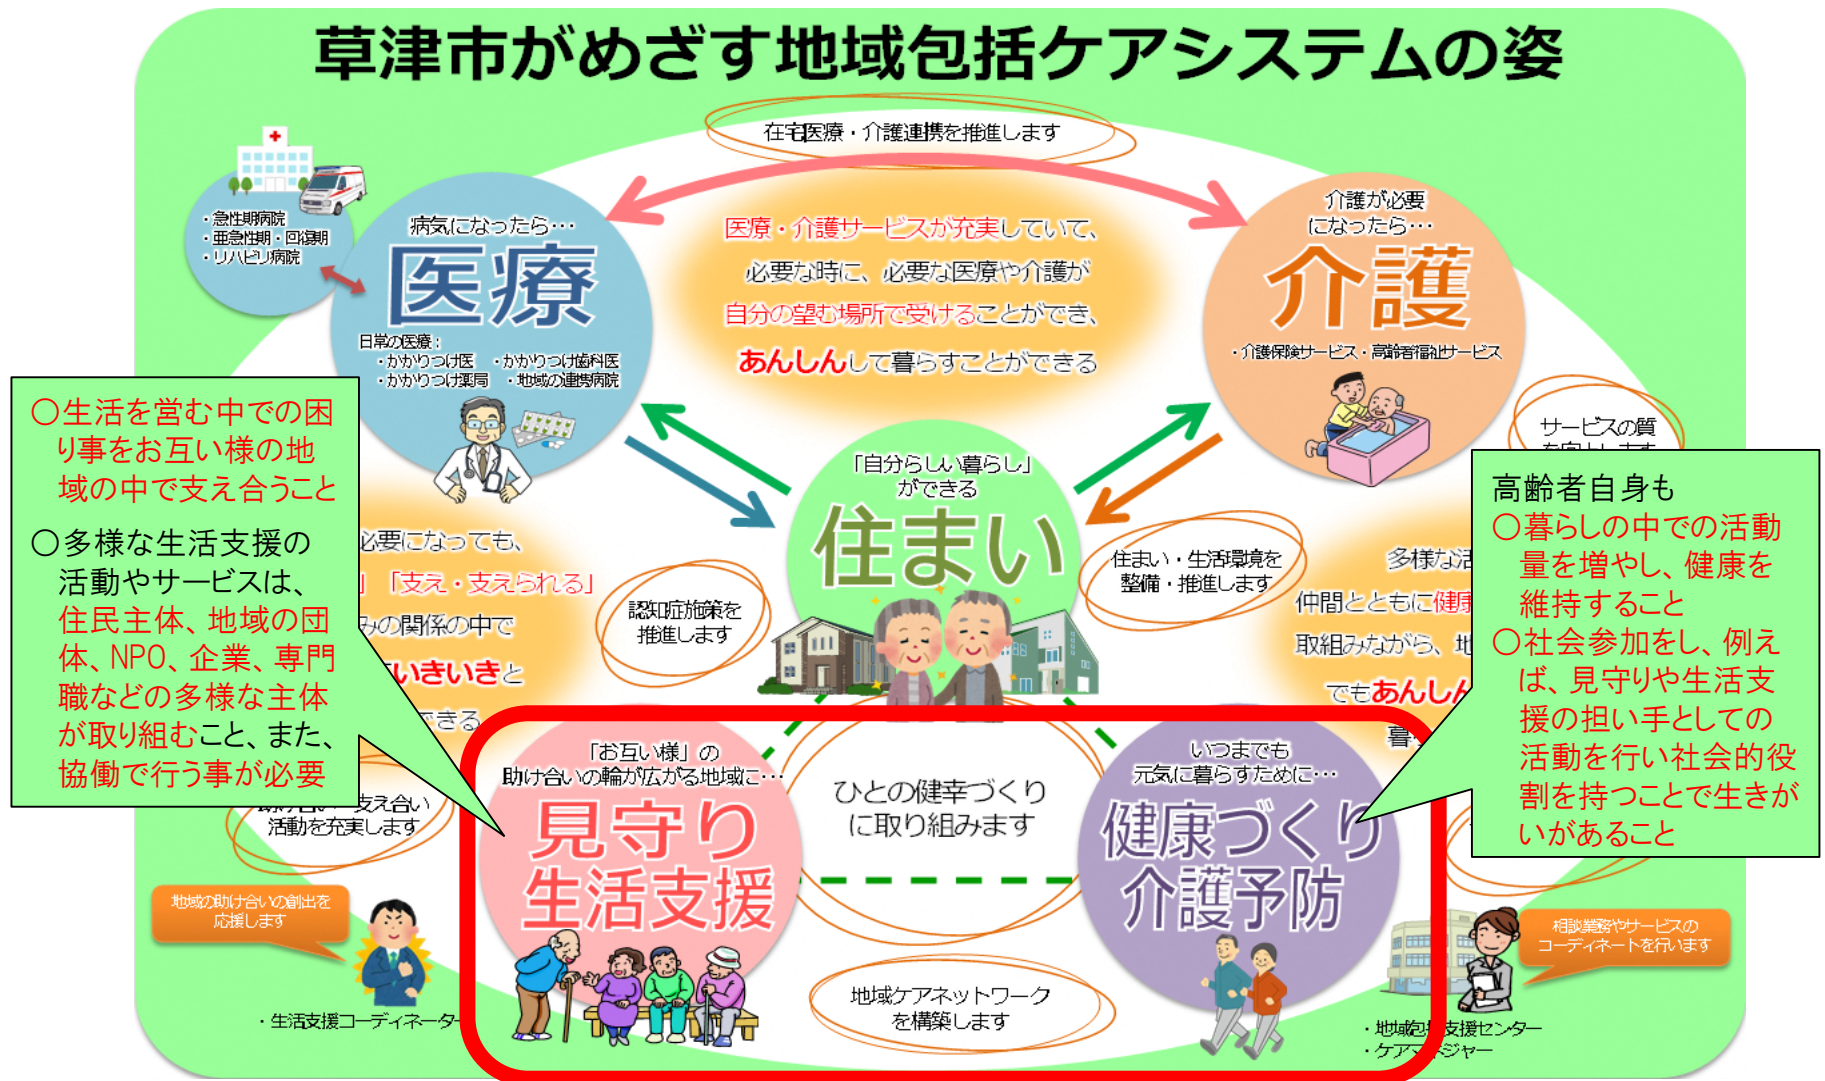 草津市がめざす地域包括ケアシステムの姿
在宅医療・介護連携を推進します
・急性期病院
・亜急性期・回復期
・リハビリ病院
病気になったら…
医療
日常の医療：
・かかりつけ医　・かかりつけ歯科医
・かかりつけ薬局　・地域の連携病院
医療・介護サービスが充実していて、
必要な時に、必要な医療や介護が
自分の望む場所で受けることができ、
あんしんして暮らすことができる
介護が必要
になったら…
介護
・介護保険サービス・高齢者福祉サービス
サービスの質
〇生活を営む中での困
り事をお互い様の地
域の中で支え合うこと
〇多様な生活支援の
活動やサービスは、
住民主体、地域の団
体、NPO、企業、専門
職などの多様な主体
が取り組むこと、また、
協働で行う事が必要
必要になっても、
」「支え・支えられる」
みの関係の中で
いきいきと
できる
認知症施策を
推進します
「自分らしい暮らし」
ができる
住まい
住まい・生活環境を
整備・推進します
多様な活
仲間とともに健康
取組みながら、地
でもあんしん
暮
高齢者自身も
〇暮らしの中での活動
量を増やし、健康を
維持すること
〇社会参加をし、例え
ば、見守りや生活支
援の担い手としての
活動を行い社会的役
割を持つことで生きが
いがあること
支え合い
活動を充実します
「お互い様」の
助け合いの輪が広がる地域に…
見守り
生活支援
ひとの健幸づくり
に取り組みます
いつまでも
元気に暮らすために…
健康づくり
介護予防
地域の助け合いの創出を
応援します
・生活支援コーディネーター
地域ケアネットワーク
を構築します
相談業務やサービスの
コーディネートを行います
・地域包括支援センター
・ケアマネジャー